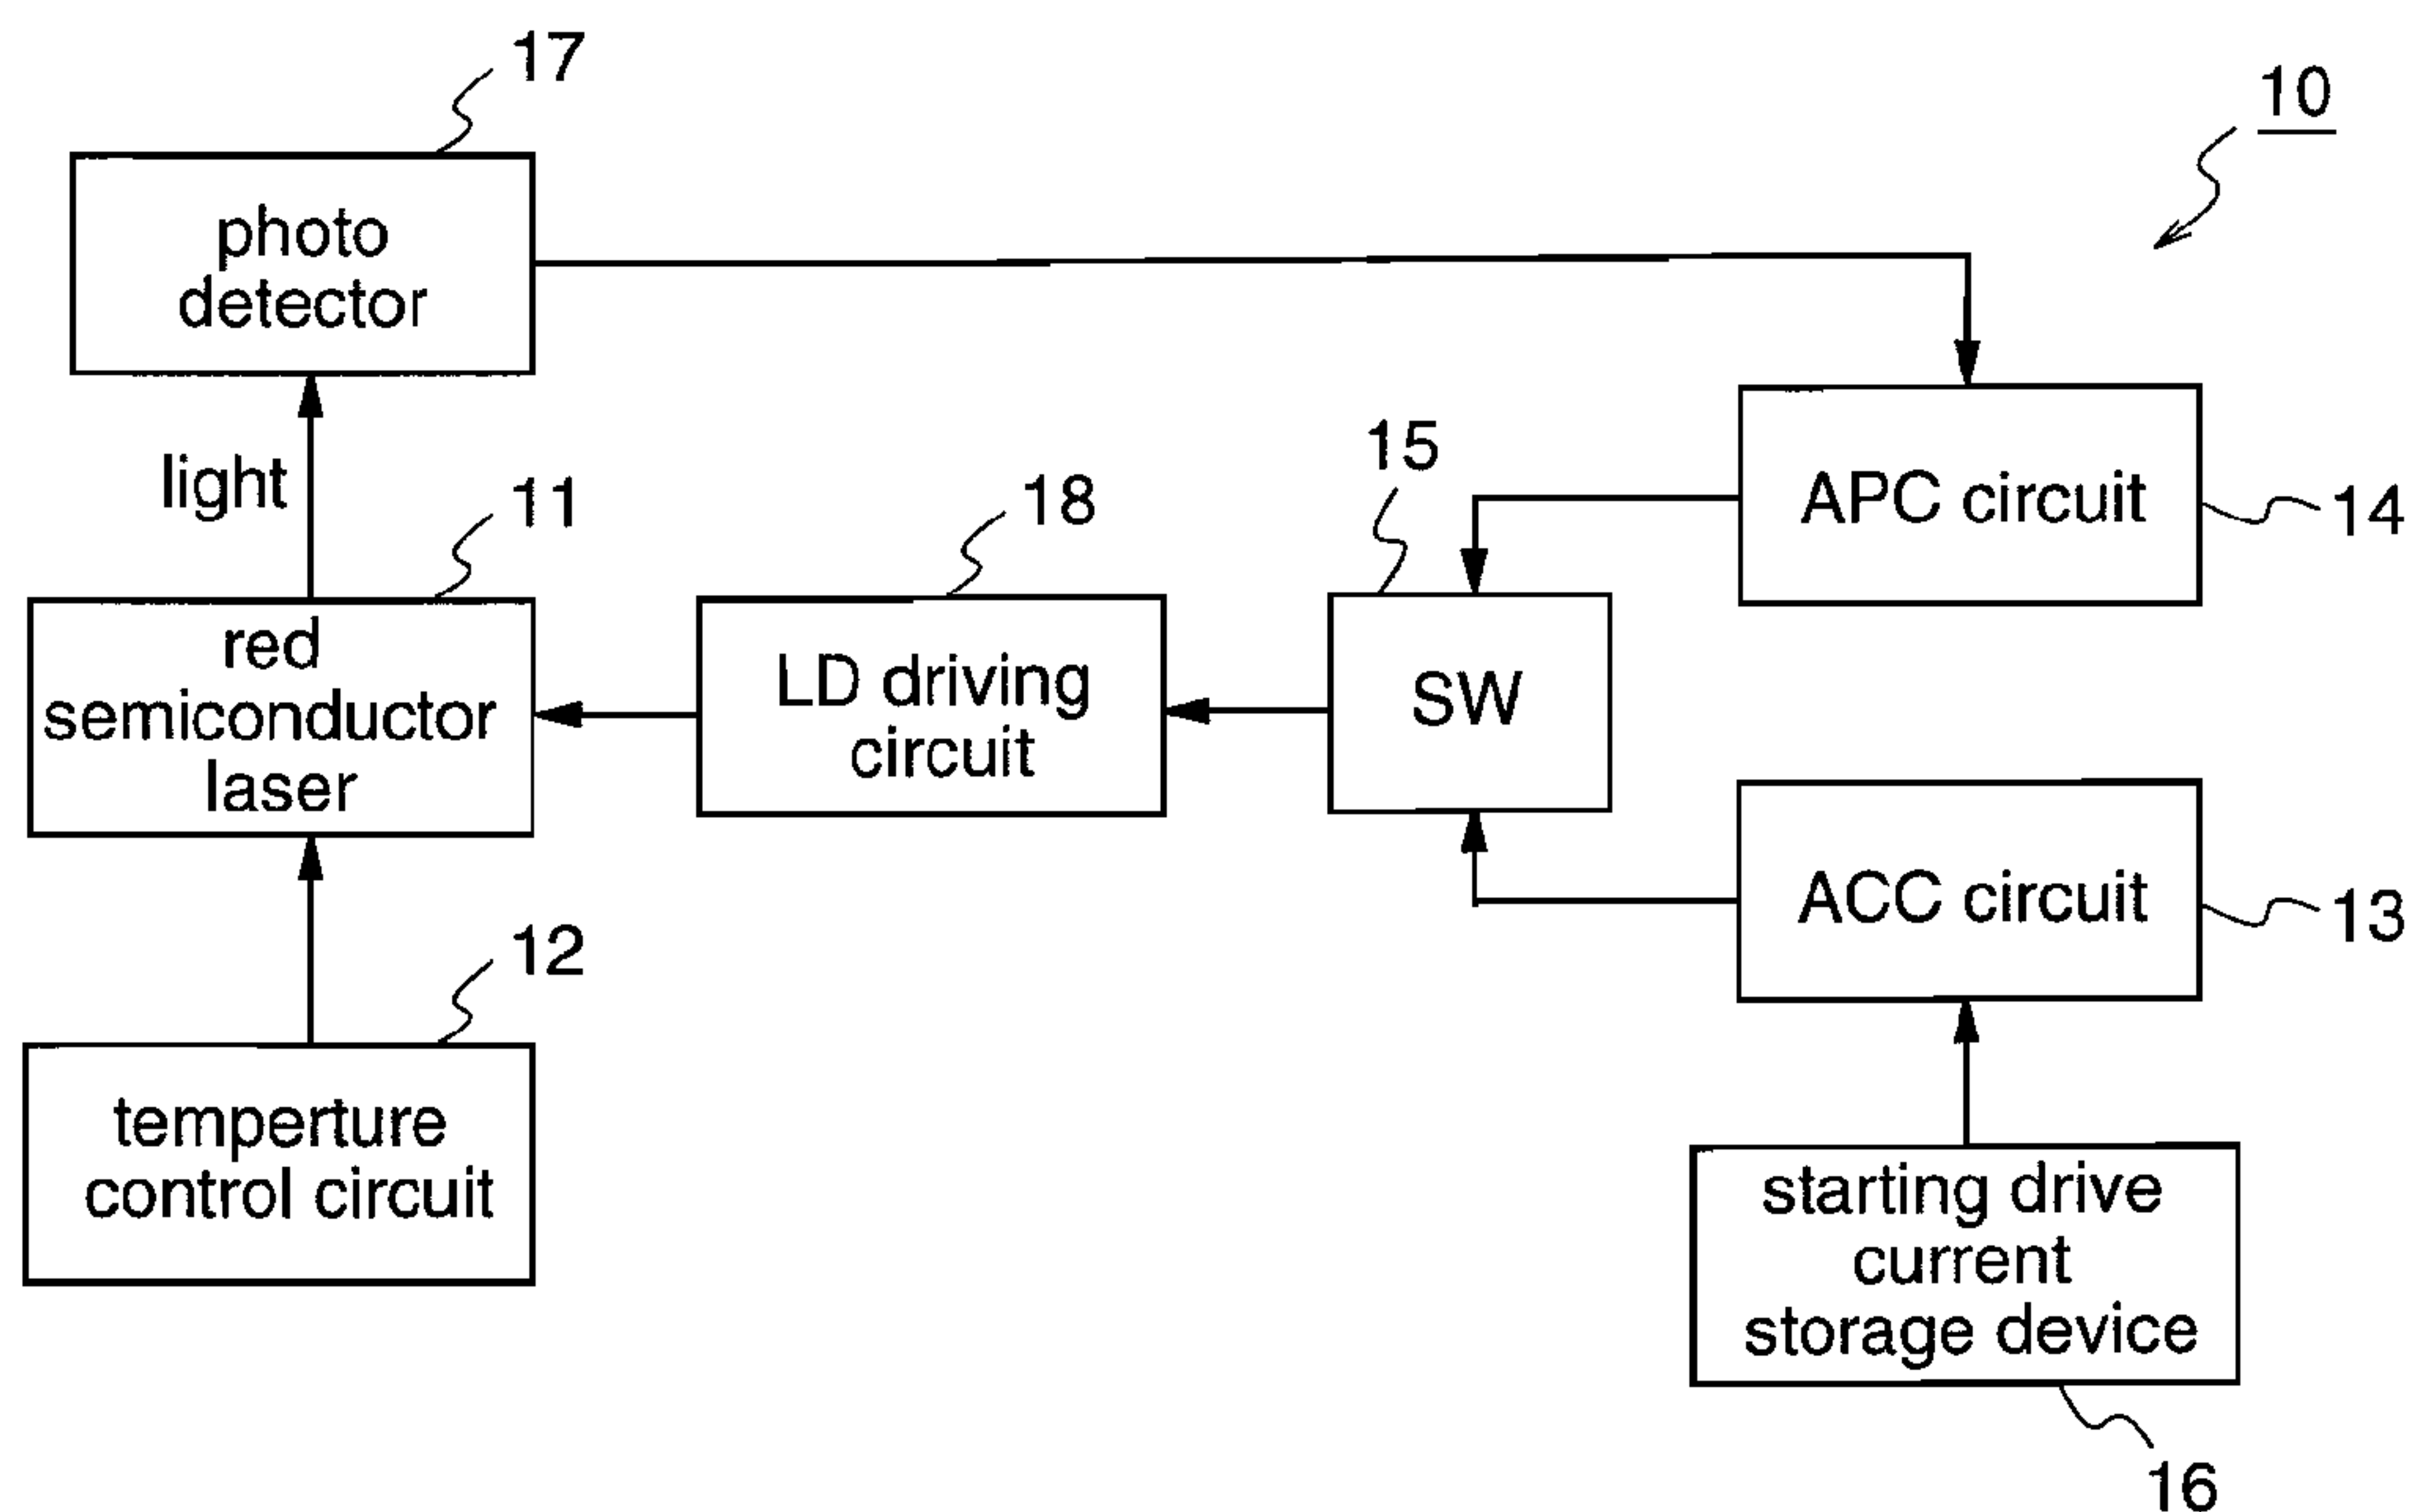 17
10
photo
detector
15
APC circuit
14
light
11
18
red
semiconductor
laser
LD driving
circuit
SW
ACC circuit
13
12
temperture
control circuit
starting drive
current
storage device
16